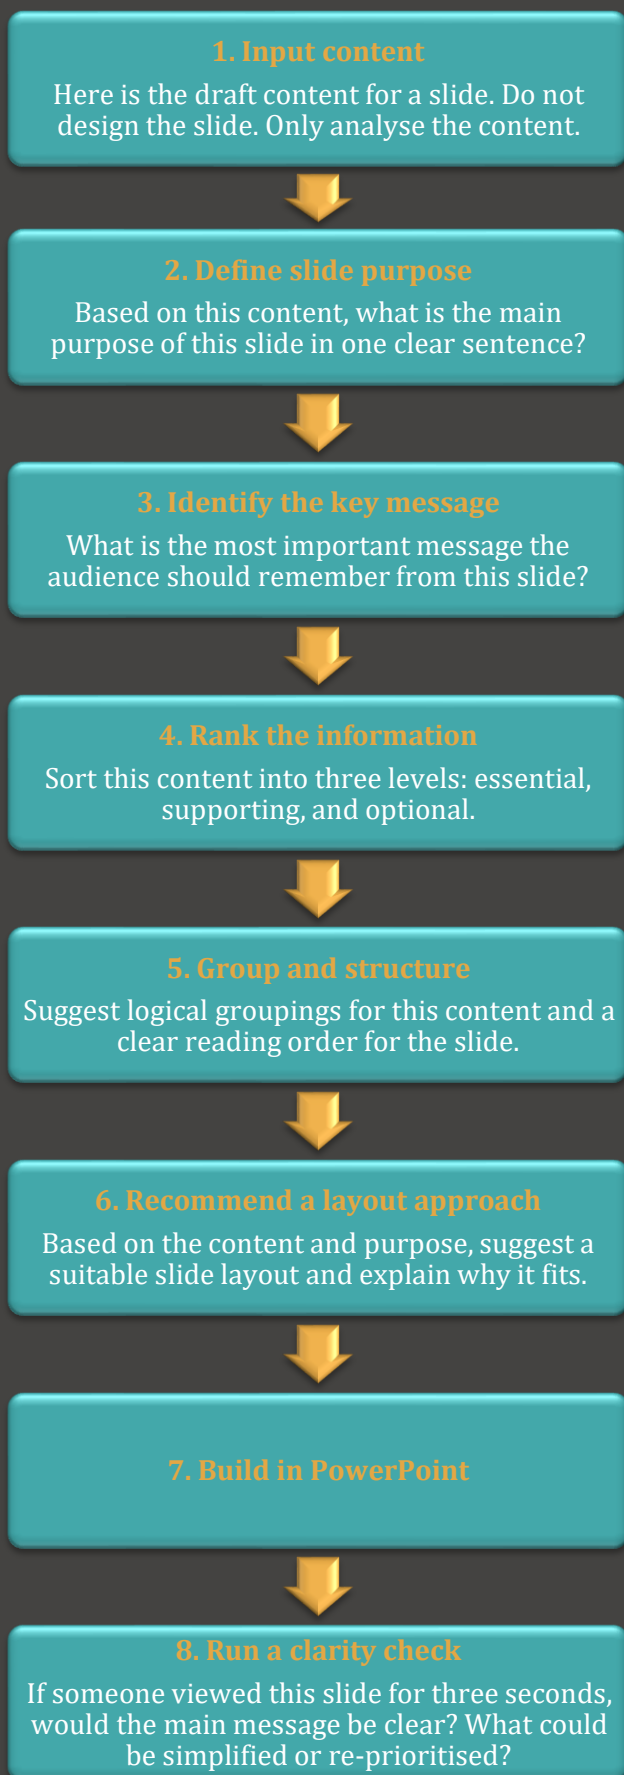 1. Input content
Here is the draft content for a slide. Do not
design the slide. Only analyse the content.
2. Define slide purpose
Based on this content, what is the main
purpose of this slide in one clear sentence?
3. Identify the key message
What is the most important message the
audience should remember from this slide?
4. Rank the information
Sort this content into three levels: essential,
supporting, and optional.
5. Group and structure
Suggest logical groupings for this content and a
clear reading order for the slide.
6. Recommend a layout approach
Based on the content and purpose, suggest a
suitable slide layout and explain why it fits.
7. Build in PowerPoint
8. Run a clarity check
If someone viewed this slide for three seconds,
would the main message be clear? What could
be simplified or re-prioritised?